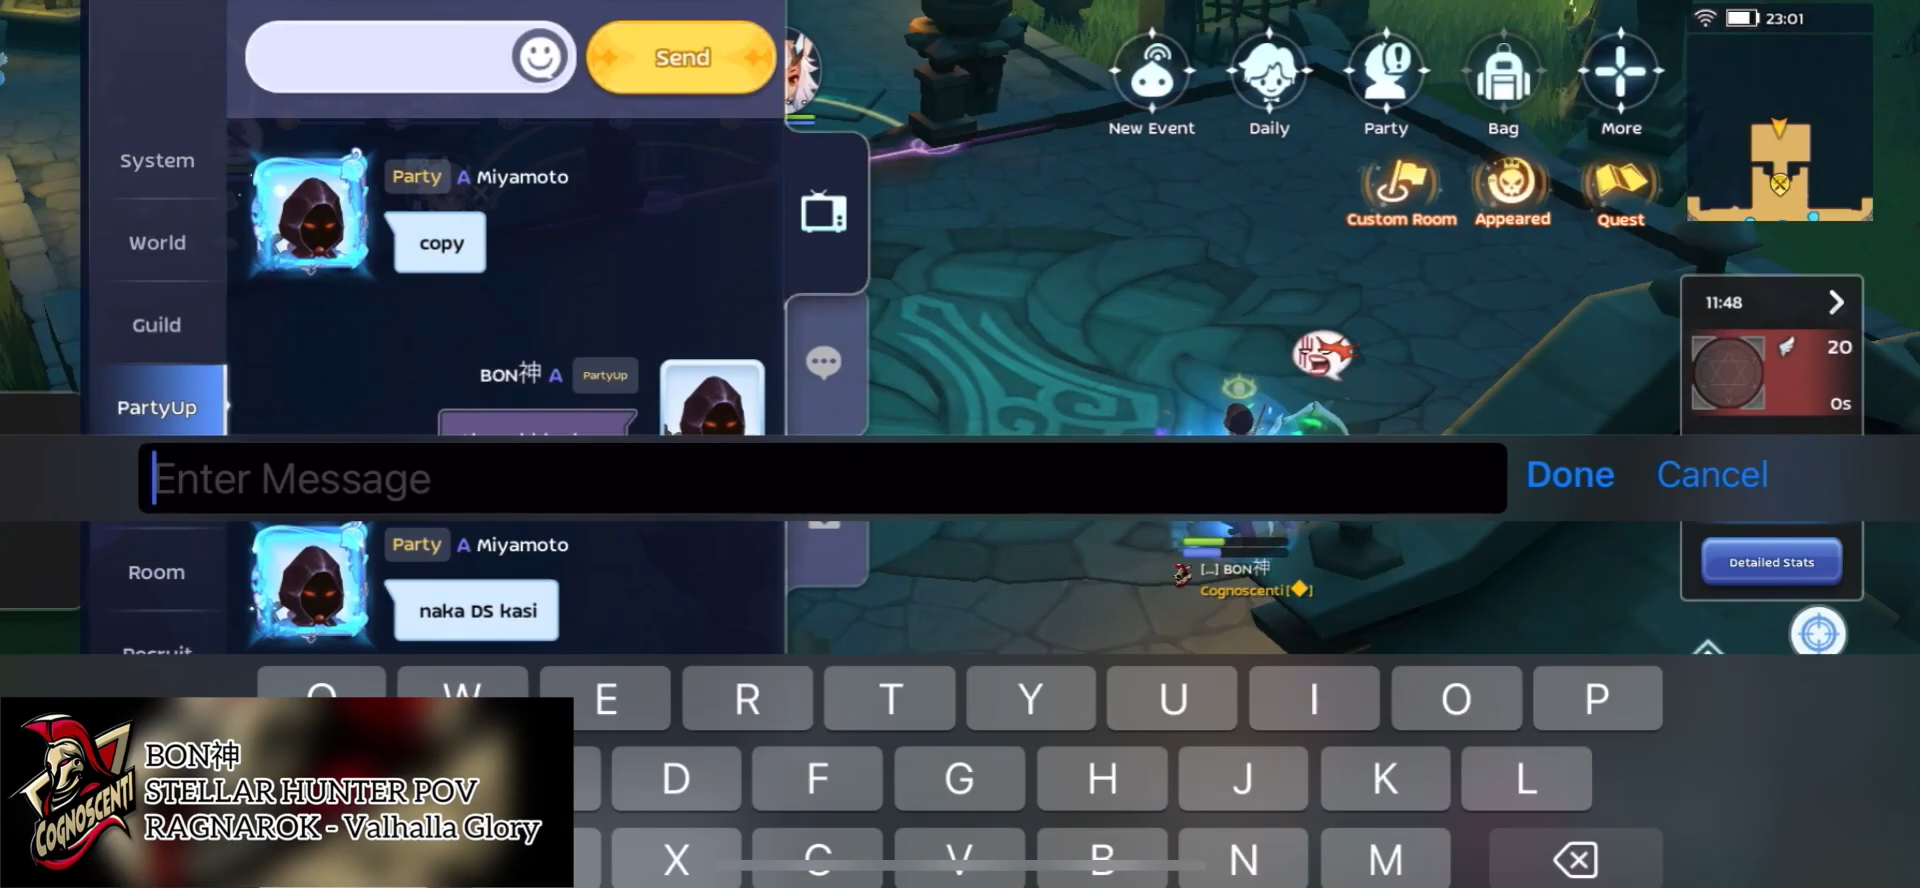 Send
23:01
New Event
Daily
Party
Bag
More
Custom Room
Appeared
Quest
System
World
Guild
PartyUp
Room
Party A Miyamoto
copy
BON神 A PartyUp
11:48
20
0s
Enter Message
Done
Cancel
Party A Miyamoto
naka DS kasi
[...] BON神
Cognoscenti[
]
Detailed Stats
Recruit
W E R T Y U I O P
D F G H J K L
X C V B N M
COGNOSCENTI
BON神
STELLAR HUNTER POV
RAGNAROK - Valhalla Glory